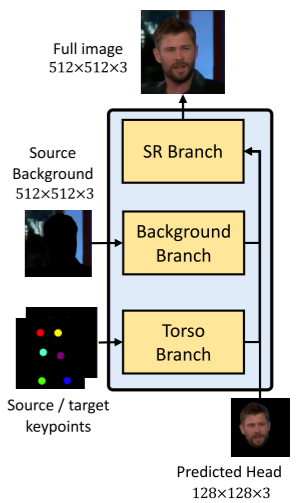 Full image
512×512×3
SR Branch
Source
Background
512×512×3
Background
Branch
Torso
Branch
Source / target
keypoints
Predicted Head
128×128×3